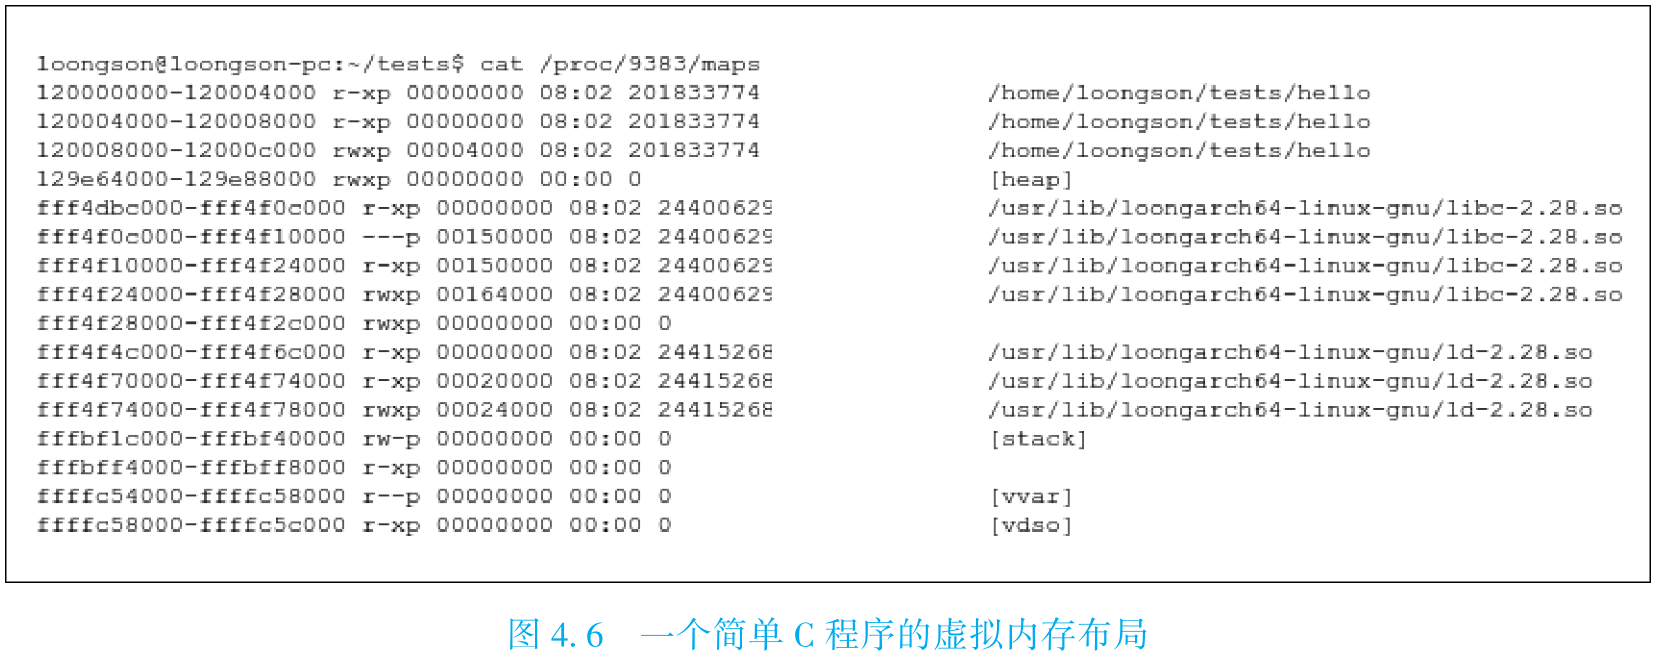 loongson@loongson-pc:~/tests$ cat /proc/9383/maps
120000000-120004000 r-xp 00000000 08:02 201833774 /home/loongson/tests/hello
120004000-120008000 r-xp 00000000 08:02 201833774 /home/loongson/tests/hello
120008000-12000c000 rwxp 00004000 08:02 201833774 /home/loongson/tests/hello
129e64000-129e88000 rwxp 00000000 00:00 0 [heap]
fff4dbc000-fff4f0c000 r-xp 00000000 08:02 24400629 /usr/lib/loongarch64-linux-gnu/libc-2.28.so
fff4f0c000-fff4f10000 ---p 00150000 08:02 24400629 /usr/lib/loongarch64-linux-gnu/libc-2.28.so
fff4f10000-fff4f24000 r-xp 00150000 08:02 24400629 /usr/lib/loongarch64-linux-gnu/libc-2.28.so
fff4f24000-fff4f28000 rwxp 00164000 08:02 24400629 /usr/lib/loongarch64-linux-gnu/libc-2.28.so
fff4f28000-fff4f2c000 rwxp 00000000 00:00 0
fff4f4c000-fff4f6c000 r-xp 00000000 08:02 24415268 /usr/lib/loongarch64-linux-gnu/ld-2.28.so
fff4f70000-fff4f74000 r-xp 00020000 08:02 24415268 /usr/lib/loongarch64-linux-gnu/ld-2.28.so
fff4f74000-fff4f78000 rwxp 00024000 08:02 24415268 /usr/lib/loongarch64-linux-gnu/ld-2.28.so
fffbf1c000-fffbf40000 rw-p 00000000 00:00 0 [stack]
fffbff4000-fffbff8000 r-xp 00000000 00:00 0
ffffc54000-ffffc58000 r--p 00000000 00:00 0 [vvar]
ffffc58000-ffffc5c000 r-xp 00000000 00:00 0 [vdso]
图 4.6 一个简单 C 程序的虚拟内存布局